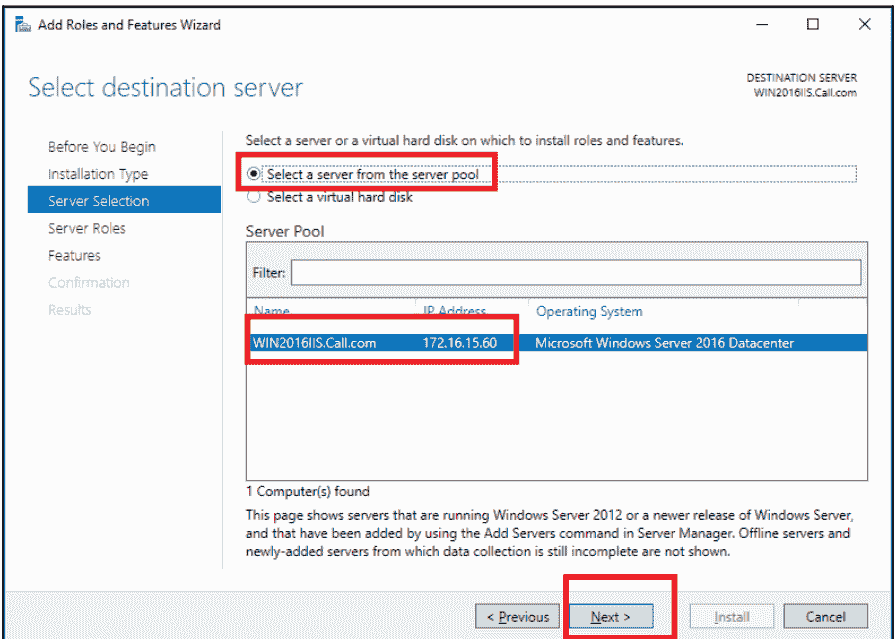 Add Roles and Features Wizard
Select destination server
DESTINATION SERVER
WIN2016IIS.Call.com
Before You Begin
Installation Type
Server Selection
Server Roles
Features
Confirmation
Results
Select a server or a virtual hard disk on which to install roles and features.
Select a server from the server pool
Select a virtual hard disk
Server Pool
Filter:
Name IP Address Operating System
WIN2016IIS.Call.com 172.16.15.60 Microsoft Windows Server 2016 Datacenter
1 Computer(s) found
This page shows servers that are running Windows Server 2012 or a newer release of Windows Server,
and that have been added by using the Add Servers command in Server Manager. Offline servers and
newly-added servers from which data collection is still incomplete are not shown.
< Previous Next > Install Cancel